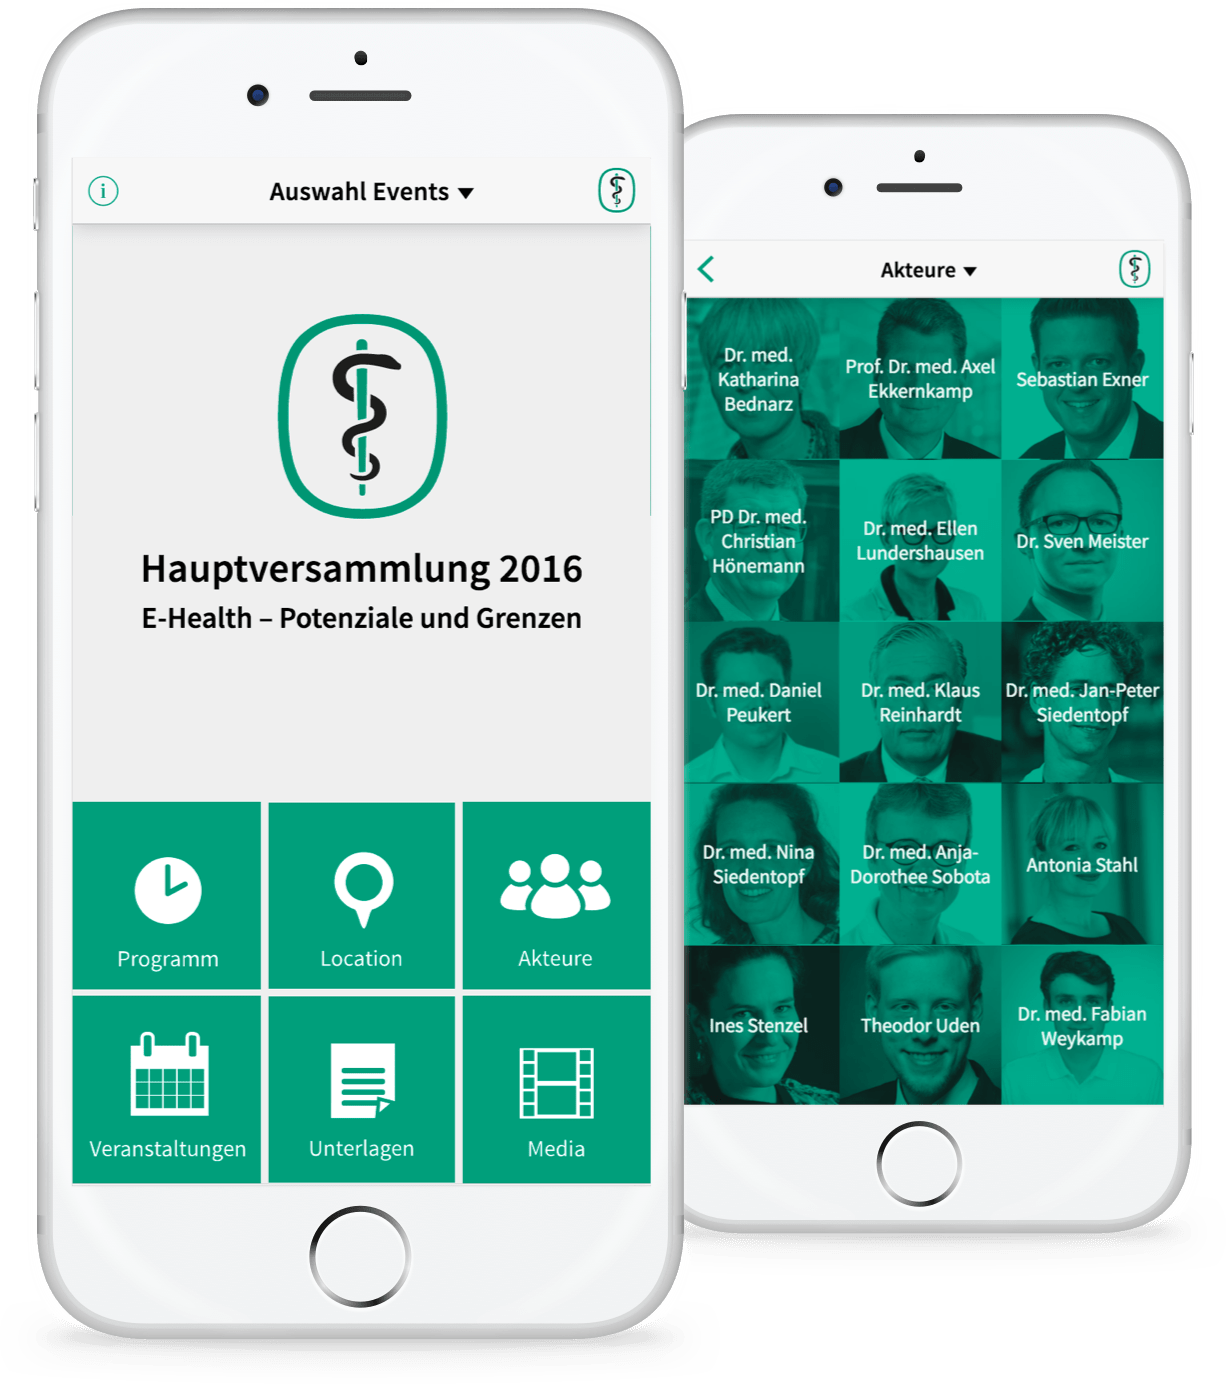 i
Auswahl Events
Hauptversammlung 2016
E-Health – Potenziale und Grenzen
Programm
Location
Akteure
Veranstaltungen
Unterlagen
Media
Akteure
Dr. med.
Katharina
Bednarz
Prof. Dr. med. Axel
Ekkernkamp
Sebastian Exner
PD Dr. med.
Christian
Hönemann
Dr. med. Ellen
Lundershausen
Dr. Sven Meister
Dr. med. Daniel
Peukert
Dr. med. Klaus
Reinhardt
Dr. med. Jan-Peter
Siedentopf
Dr. med. Nina
Siedentopf
Dr. med. Anja-
Dorothee Sobota
Antonia Stahl
Ines Stenzel
Theodor Uden
Dr. med. Fabian
Weykamp